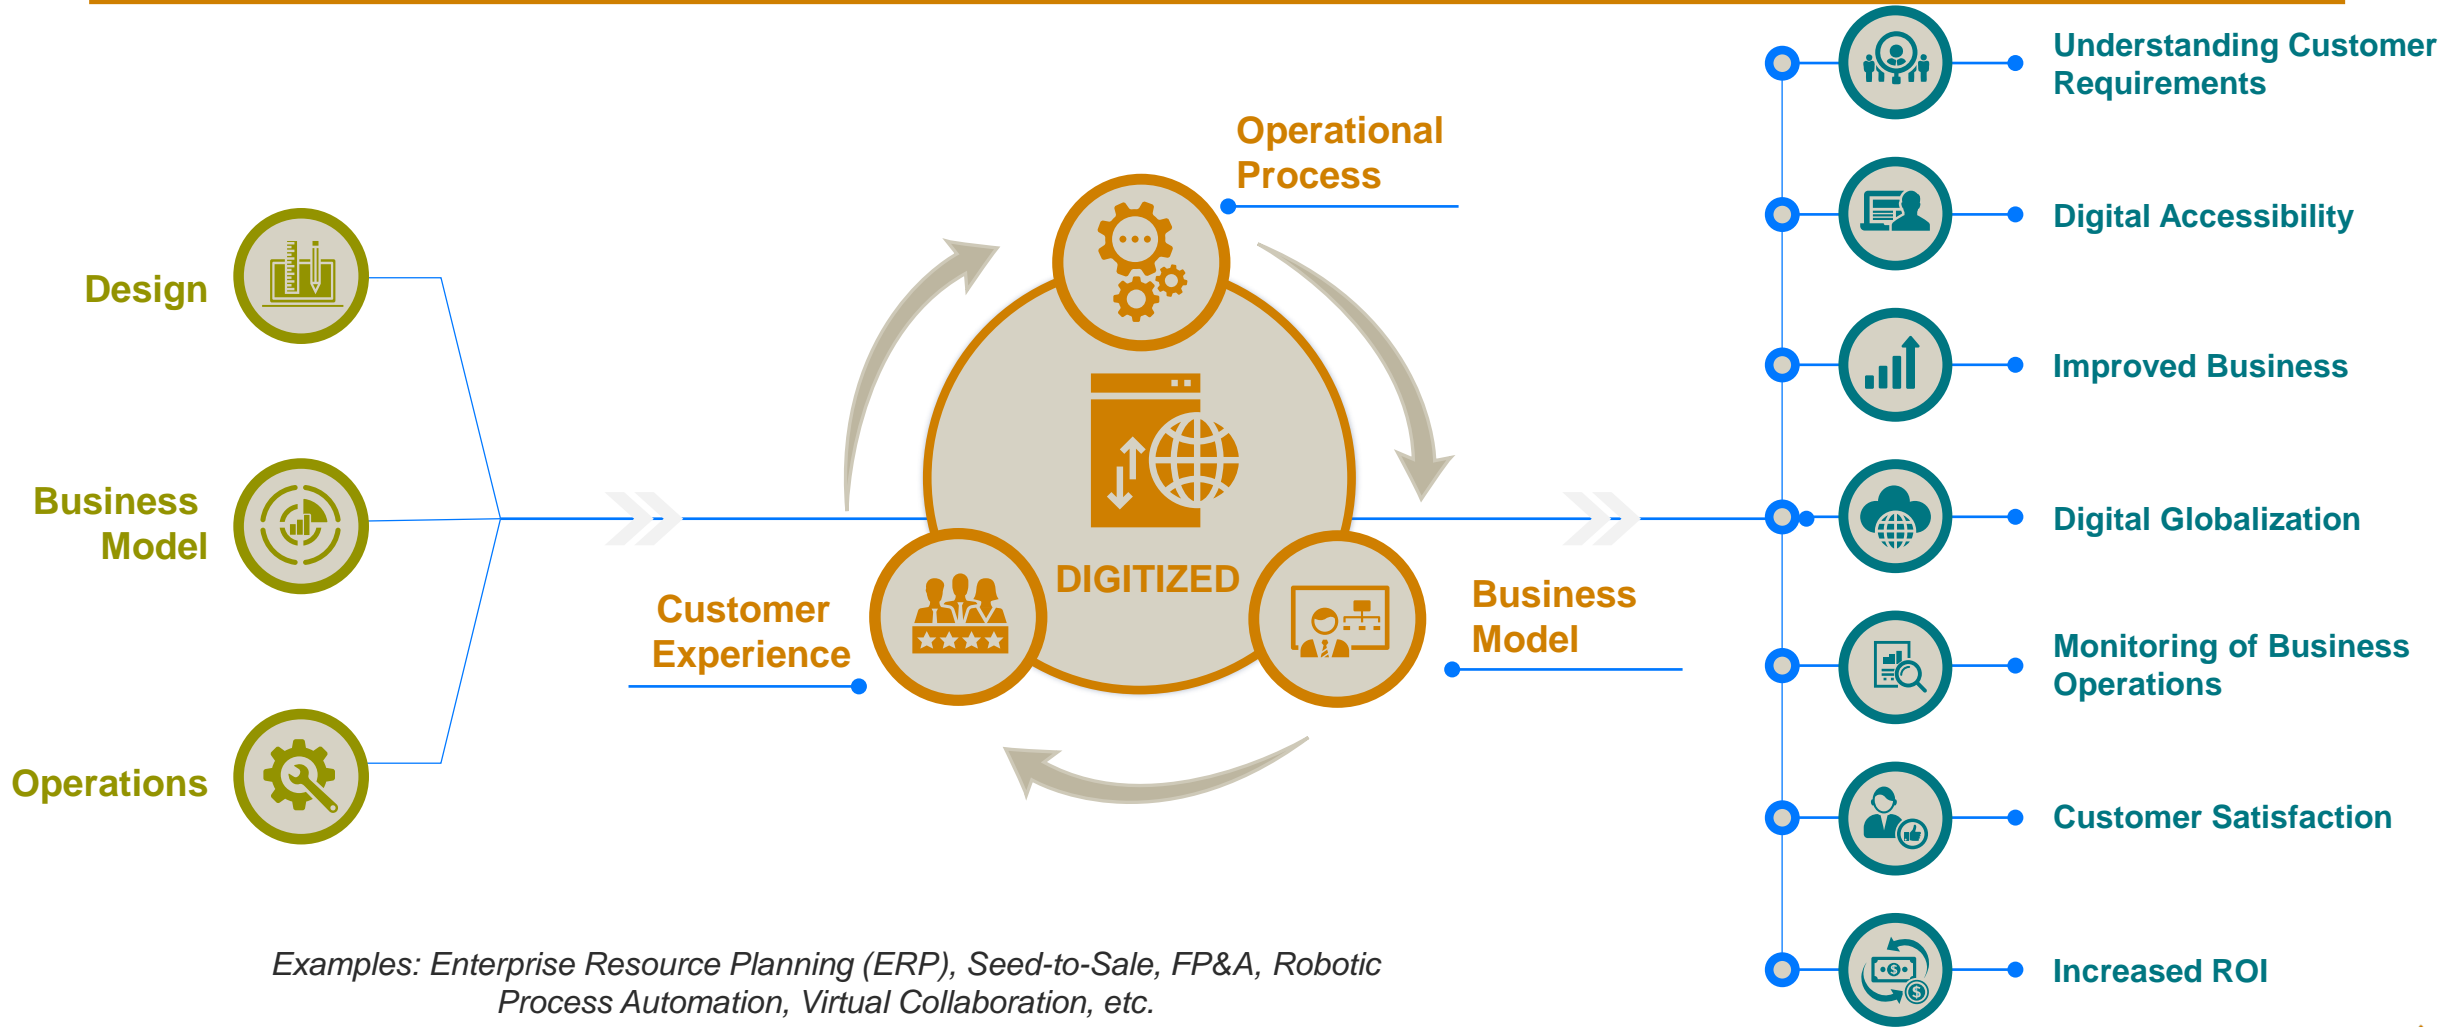 Design
Business
Model
Operations
Operational
Process
DIGITIZED
Customer
Experience
Business
Model
Understanding Customer
Requirements
Digital Accessibility
Improved Business
Digital Globalization
Monitoring of Business
Operations
Customer Satisfaction
Increased ROI
Examples: Enterprise Resource Planning (ERP), Seed-to-Sale, FP&A, Robotic
Process Automation, Virtual Collaboration, etc.